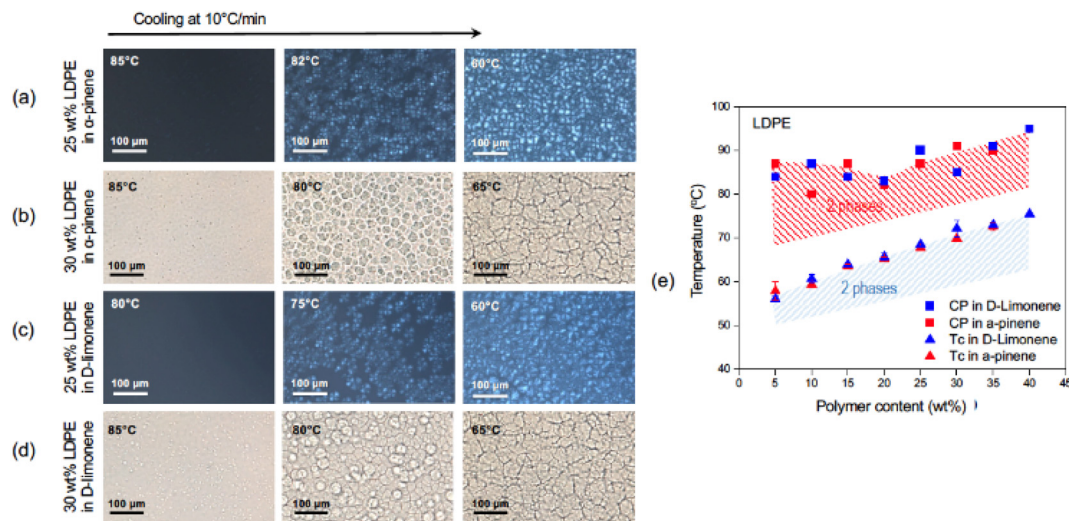 Cooling at 10°C/min
(a)
25 wt% LDPE
in α-pinene
85°C
100 µm
82°C
100 µm
60°C
100 µm
(b)
30 wt% LDPE
in α-pinene
85°C
100 µm
80°C
100 µm
65°C
100 µm
(c)
25 wt% LDPE
in D-limonene
80°C
100 µm
75°C
100 µm
60°C
100 µm
(d)
30 wt% LDPE
in D-limonene
85°C
100 µm
80°C
100 µm
65°C
100 µm
(e)
LDPE
Temperature (ºC)
100
90
80
70
60
50
40
2 phases
2 phases
CP in D-Limonene
CP in a-pinene
Tc in D-Limonene
Tc in a-pinene
0 5 10 15 20 25 30 35 40 45
Polymer content (wt%) )